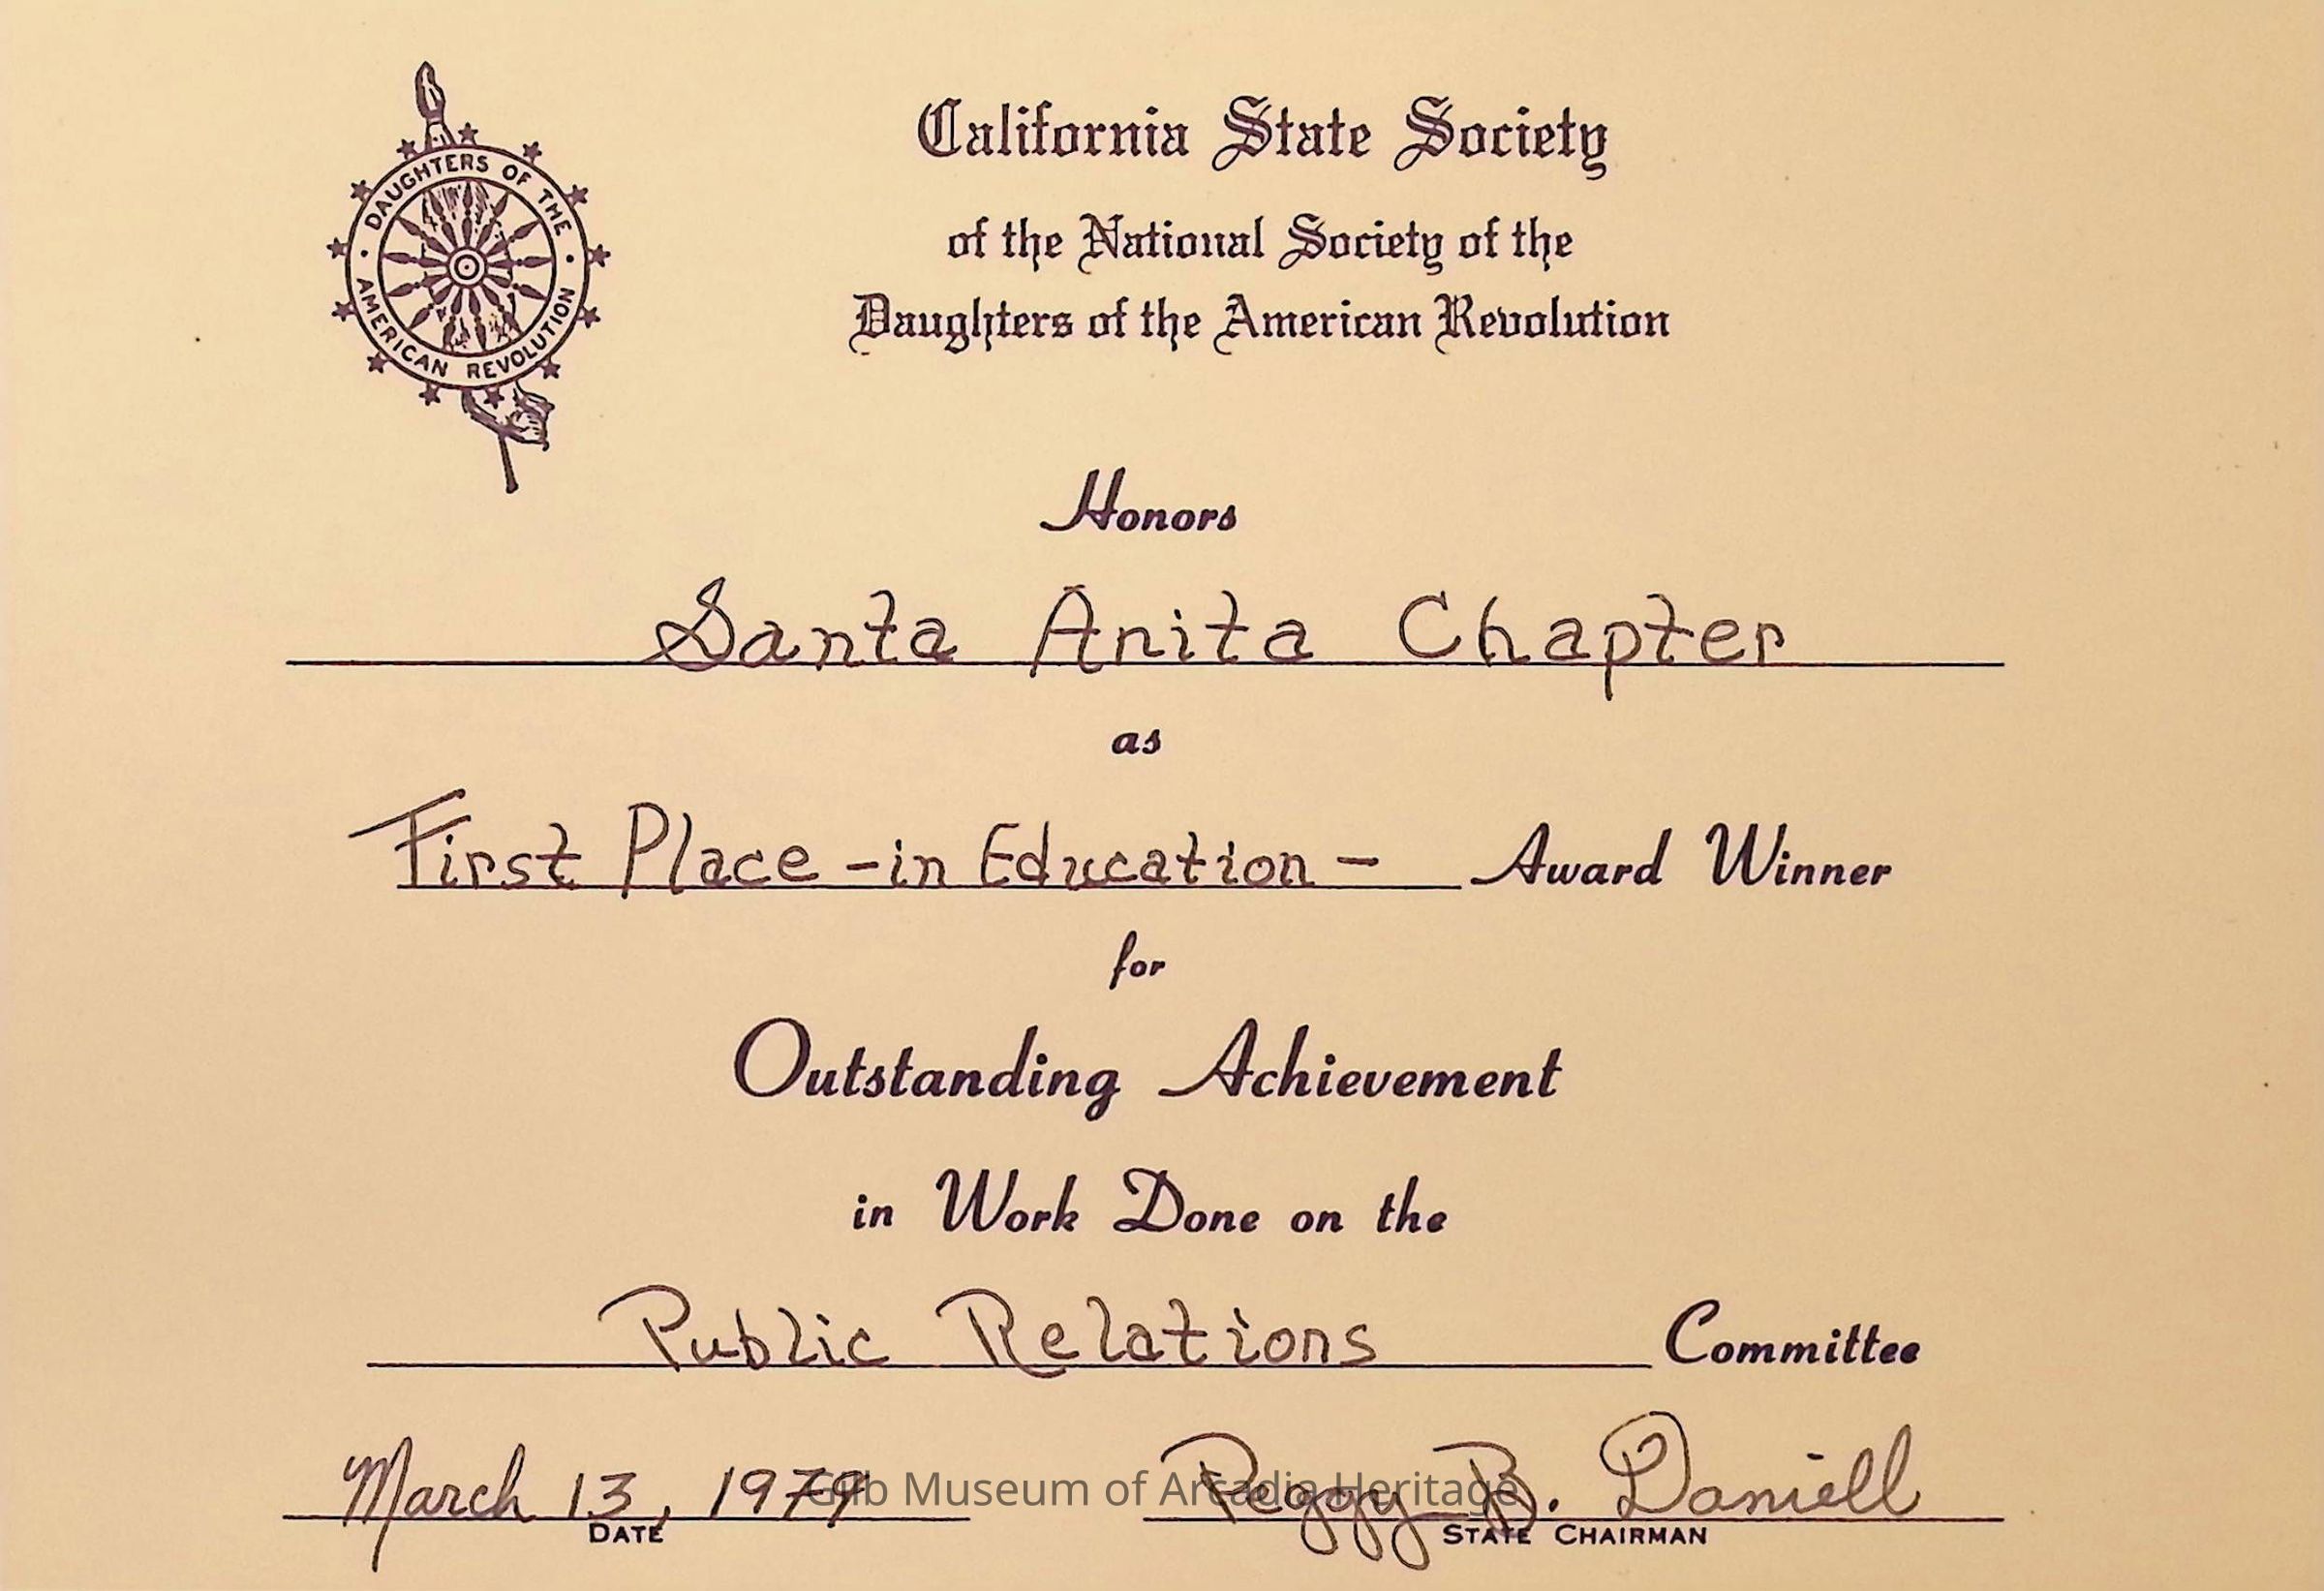 DAUGHTERS OF THE
AMERICAN REVOLUTION
California State Society
of the National Society of the
Daughters of the American Revolution
Honors
Santa Anita Chapter
as
First Place - in Education - Award Winner
for
Outstanding Achievement
in Work Done on the
Public Relations Committee
March 13, 1979 Peggy B. Daniell
DATE STATE CHAIRMAN
Gilb Museum of Arcadia Heritage